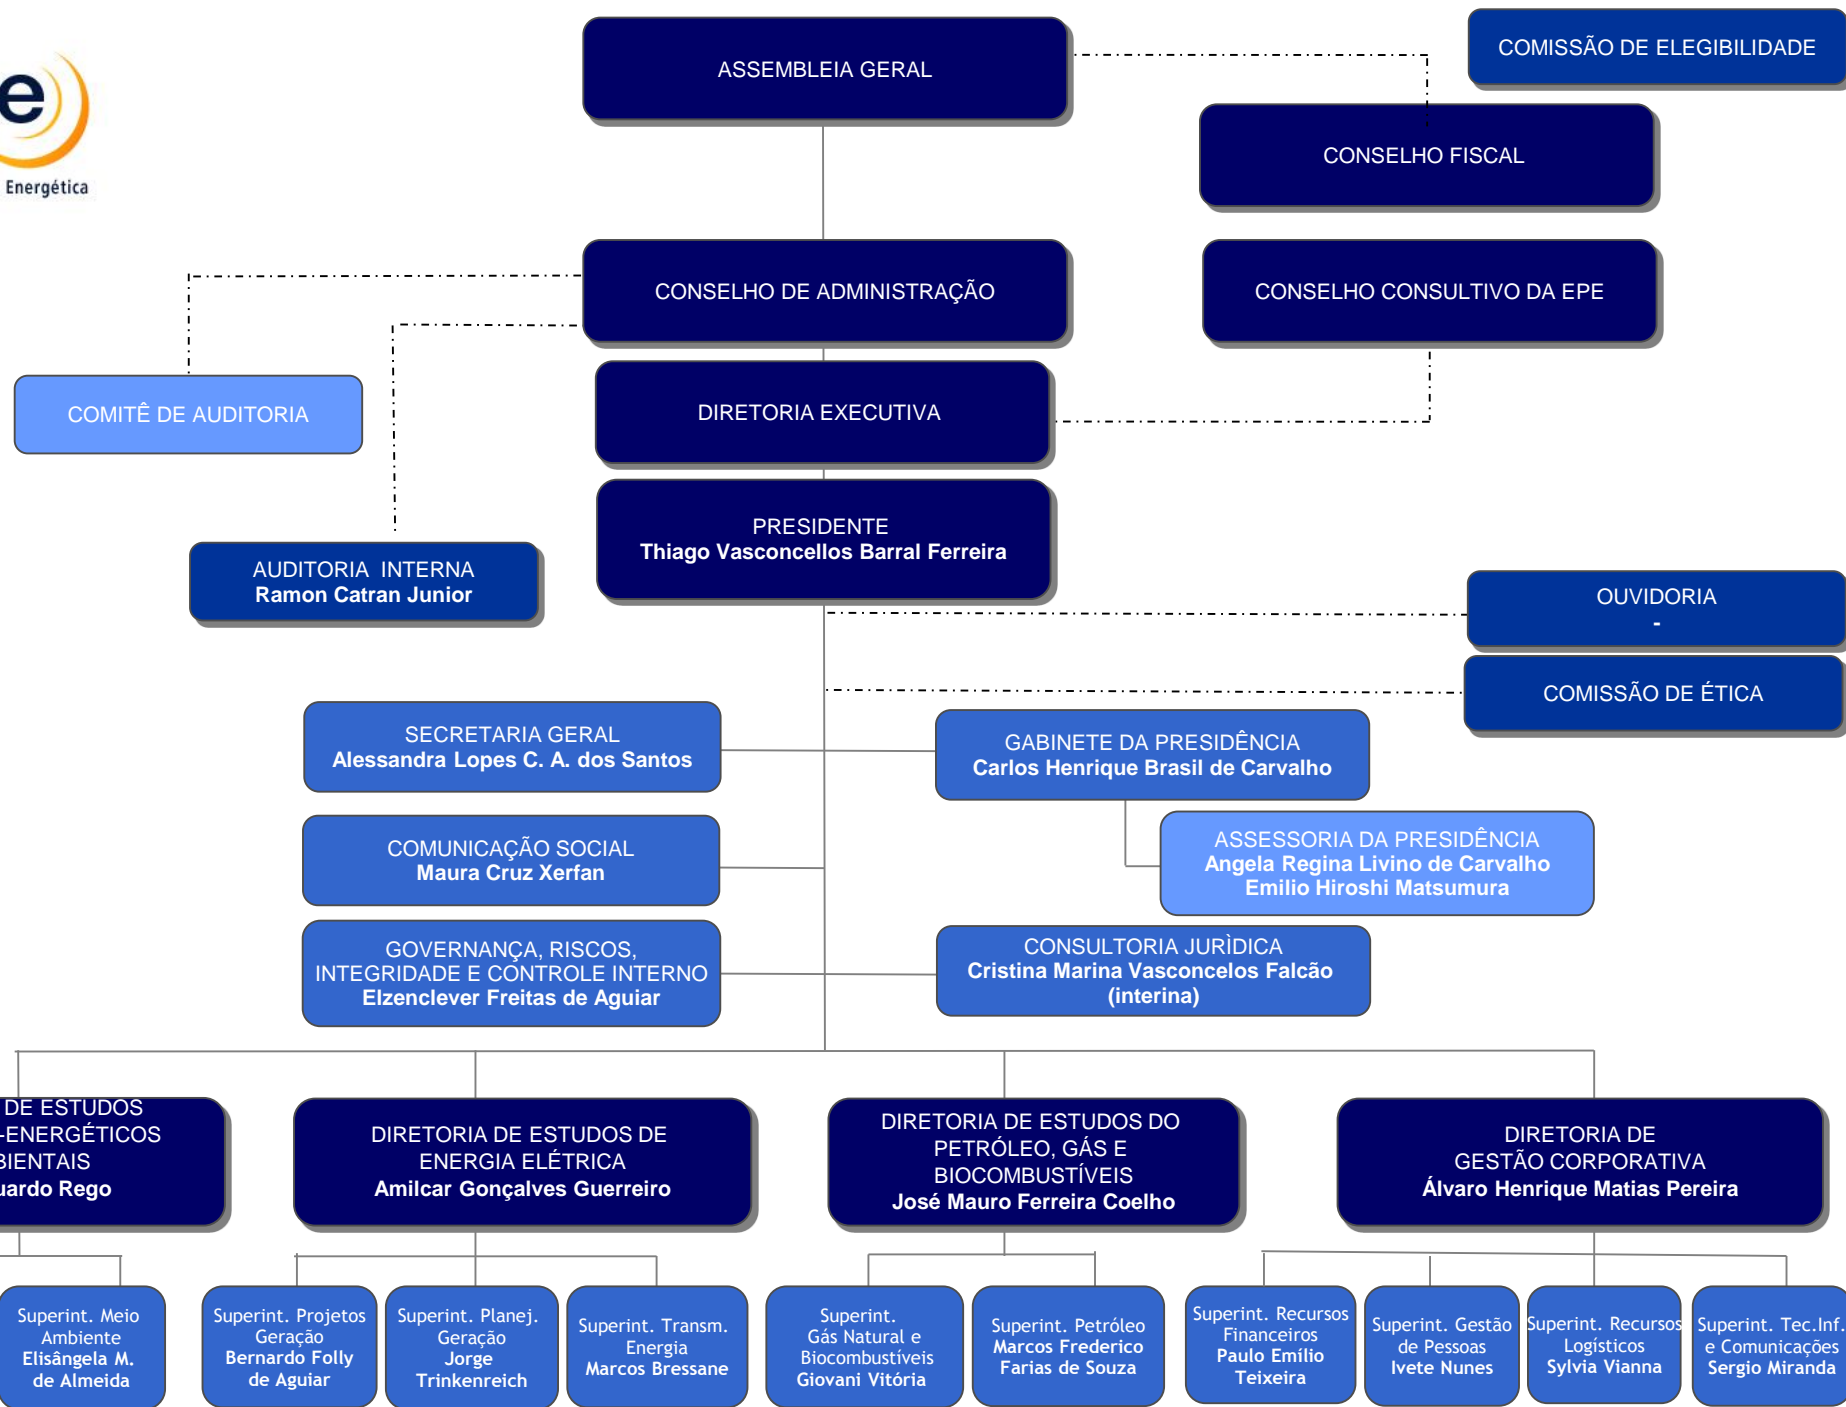 e
Energética
ASSEMBLEIA GERAL
COMISSÃO DE ELEGIBILIDADE
CONSELHO FISCAL
CONSELHO DE ADMINISTRAÇÃO
CONSELHO CONSULTIVO DA EPE
COMITÊ DE AUDITORIA
DIRETORIA EXECUTIVA
PRESIDENTE
Thiago Vasconcellos Barral Ferreira
AUDITORIA INTERNA
Ramon Catran Junior
OUVIDORIA
-
COMISSÃO DE ÉTICA
SECRETARIA GERAL
Alessandra Lopes C. A. dos Santos
GABINETE DA PRESIDÊNCIA
Carlos Henrique Brasil de Carvalho
COMUNICAÇÃO SOCIAL
Maura Cruz Xerfan
ASSESSORIA DA PRESIDÊNCIA
Angela Regina Livino de Carvalho
Emilio Hiroshi Matsumura
GOVERNANÇA, RISCOS,
INTEGRIDADE E CONTROLE INTERNO
Elzenclever Freitas de Aguiar
CONSULTORIA JURÌDICA
Cristina Marina Vasconcelos Falcão
(interina)
DE ESTUDOS
-ENERGÉTICOS
BIENTAIS
uardo Rego
DIRETORIA DE ESTUDOS DE
ENERGIA ELÉTRICA
Amilcar Gonçalves Guerreiro
DIRETORIA DE ESTUDOS DO
PETRÓLEO, GÁS E
BIOCOMBUSTÍVEIS
José Mauro Ferreira Coelho
DIRETORIA DE
GESTÃO CORPORATIVA
Álvaro Henrique Matias Pereira
Superint. Meio
Ambiente
Elisângela M.
de Almeida
Superint. Projetos
Geração
Bernardo Folly
de Aguiar
Superint. Planej.
Geração
Jorge
Trinkenreich
Superint. Transm.
Energia
Marcos Bressane
Superint.
Gás Natural e
Biocombustíveis
Giovani Vitória
Superint. Petróleo
Marcos Frederico
Farias de Souza
Superint. Recursos
Financeiros
Paulo Emílio
Teixeira
Superint. Gestão
de Pessoas
Ivete Nunes
Superint. Recursos
Logísticos
Sylvia Vianna
Superint. Tec.Inf.
e Comunicações
Sergio Miranda